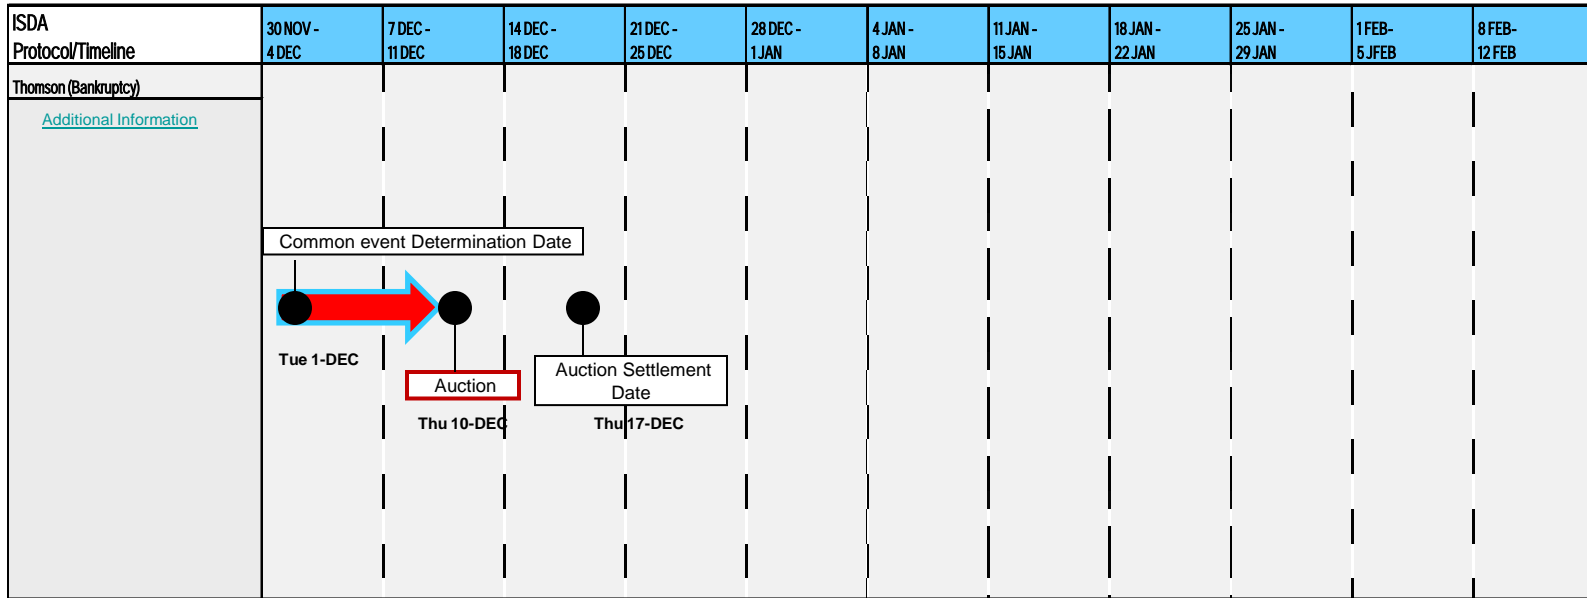 ISDA
Protocol/Timeline
30 NOV -
4 DEC
7 DEC -
11 DEC
14 DEC -
18 DEC
21 DEC -
25 DEC
28 DEC -
1 JAN
4 JAN -
8 JAN
11 JAN -
15 JAN
18 JAN -
22 JAN
25 JAN -
29 JAN
1 FEB-
5 JFEB
8 FEB-
12 FEB
Thomson (Bankruptcy)
Additional Information
Common event Determination Date
Tue 1-DEC
Auction
Thu 10-DEC
Auction Settlement
Date
Thu 17-DEC